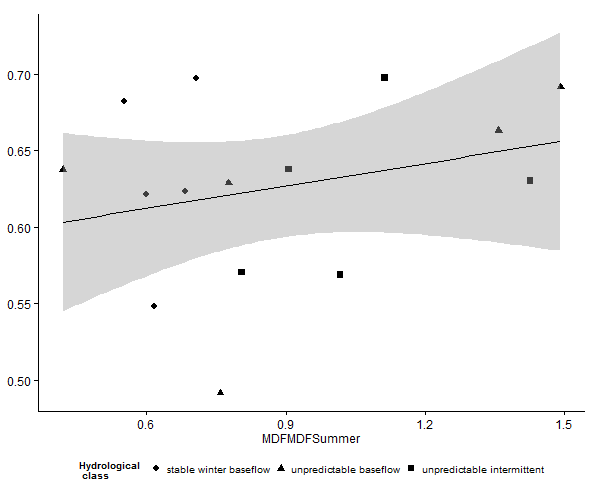 0.70
0.65
0.60
0.55
0.50
0.6 0.9 1.2 1.5
MDFMDFSummer
Hydrological
class
stable winter baseflow unpredictable baseflow unpredictable intermittent